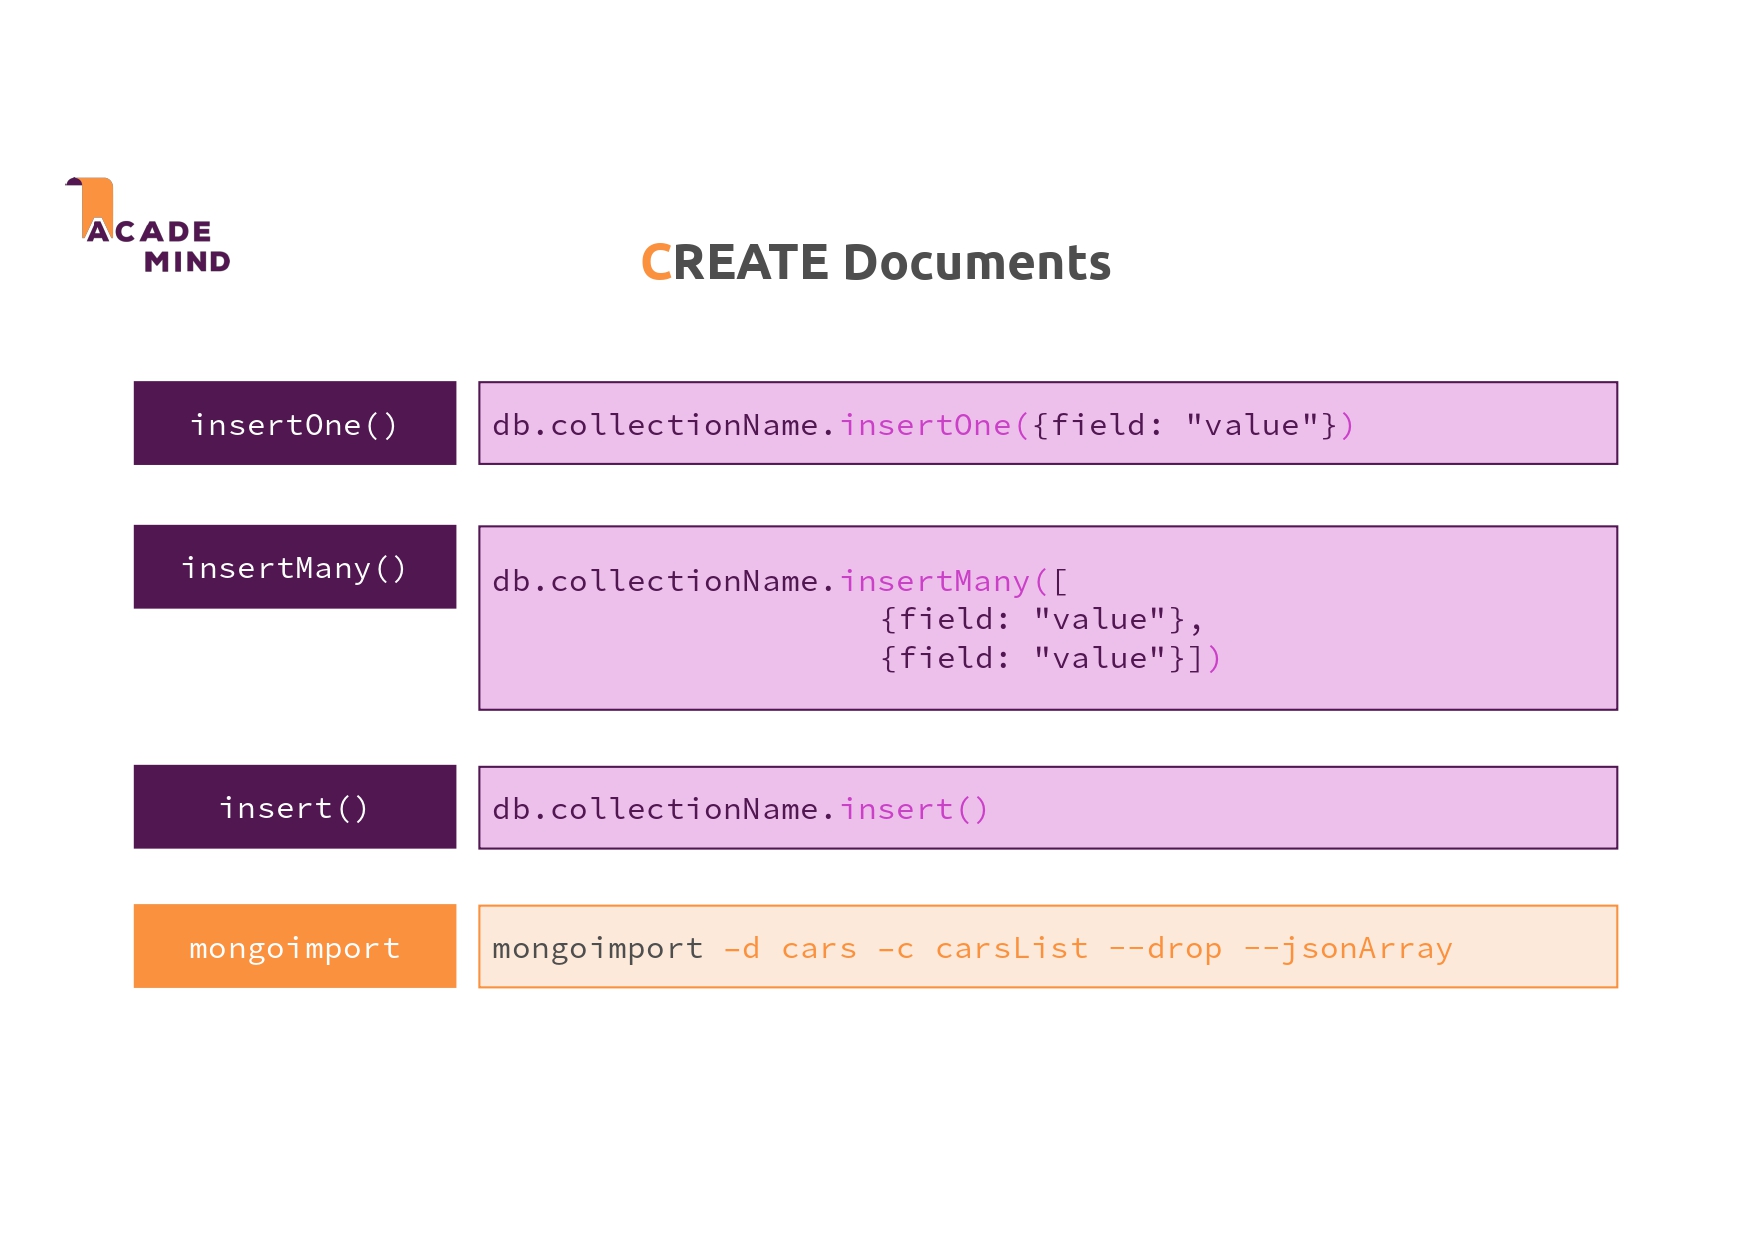 ACADE
MIND
CREATE Documents
insertOne()
db.collectionName.insertOne({field: "value"})
insertMany()
db.collectionName.insertMany([
{field: "value"},
{field: "value"}])
insert()
db.collectionName.insert()
mongoimport
mongoimport –d cars –c carsList --drop --jsonArray